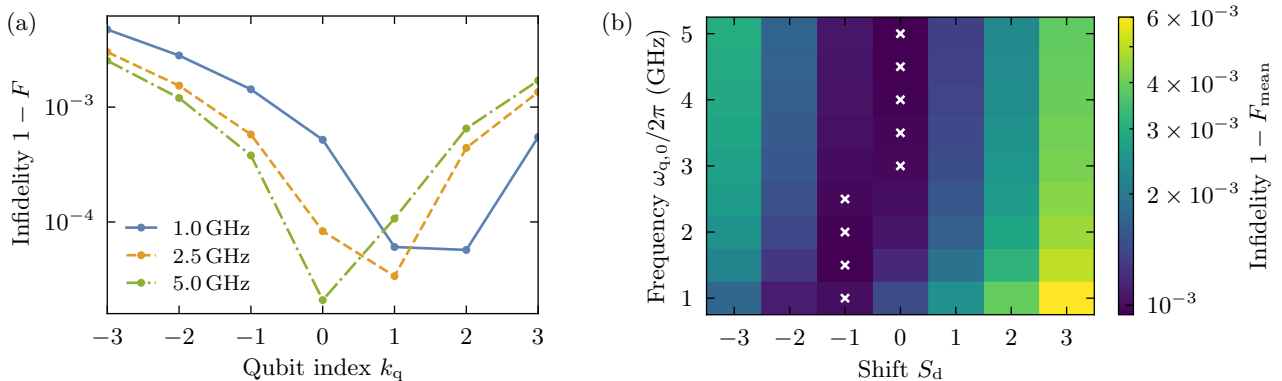 (a)
Infidelity 1 − F
10⁻³
10⁻⁴
1.0 GHz
2.5 GHz
5.0 GHz
−3 −2 −1 0 1 2 3
Qubit index k_q
(b)
Frequency ω_{q,0}/2π (GHz)
5
4
3
2
1
−3 −2 −1 0 1 2 3
Shift S_d
6 × 10⁻³
4 × 10⁻³
3 × 10⁻³
2 × 10⁻³
10⁻³
Infidelity 1 − F_mean